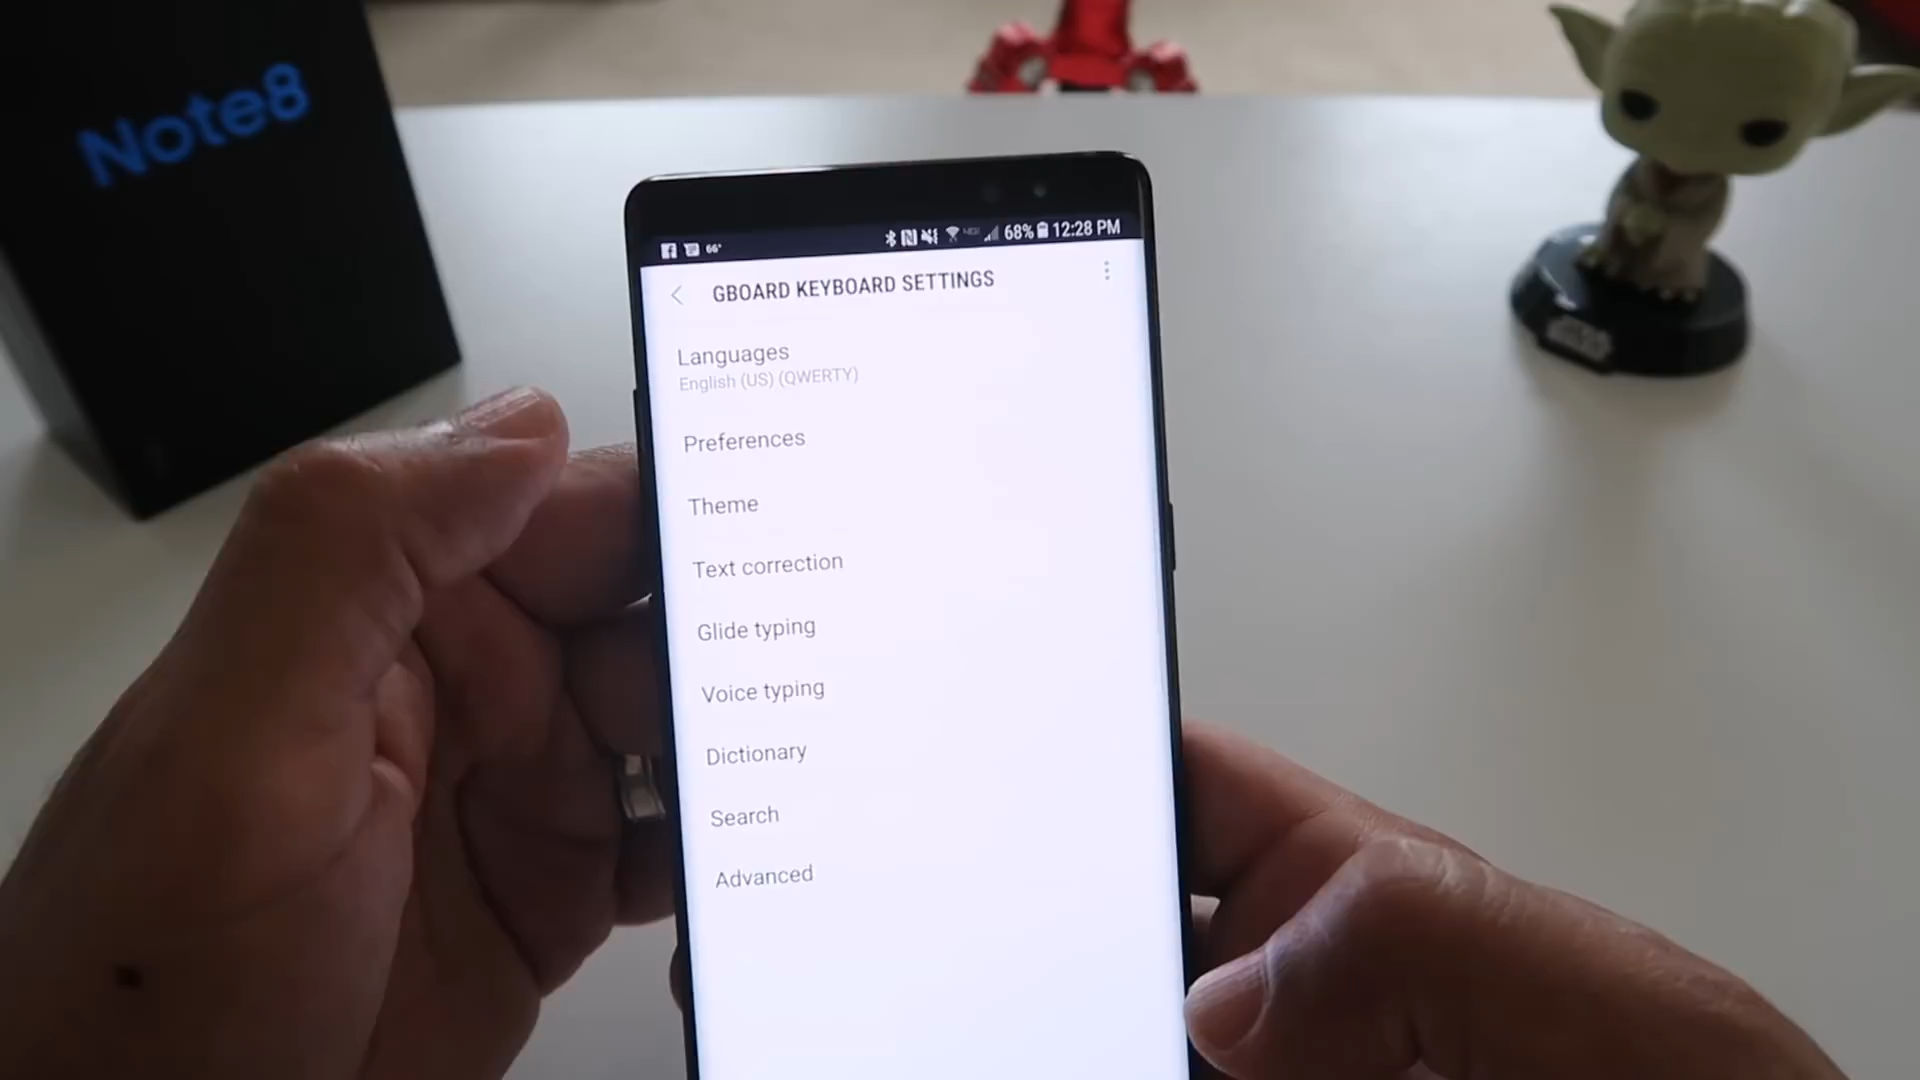 Note8
66°
68% 12:28 PM
GBOARD KEYBOARD SETTINGS
Languages
English (US) (QWERTY)
Preferences
Theme
Text correction
Glide typing
Voice typing
Dictionary
Search
Advanced